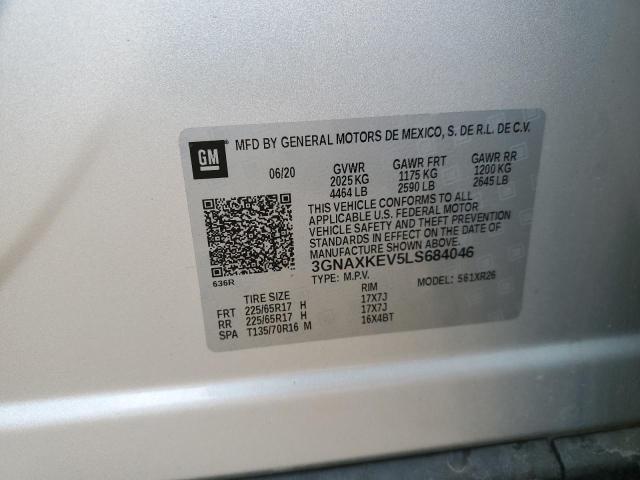 GM
MFD BY GENERAL MOTORS DE MEXICO, S. DE R.L. DE C.V.
06/20 GVWR GAWR FRT GAWR RR
2025 KG 1175 KG 1200 KG
4464 LB 2590 LB 2645 LB
THIS VEHICLE CONFORMS TO ALL
APPLICABLE U.S. FEDERAL MOTOR
VEHICLE SAFETY AND THEFT PREVENTION
STANDARDS IN EFFECT ON THE DATE OF
MANUFACTURE SHOWN ABOVE.
3GNAXKEV5LS684046
TYPE: M.P.V. MODEL: 561XR26
636R
TIRE SIZE RIM
FRT 225/65R17 H 17X7J
RR 225/65R17 H 17X7J
SPA T135/70R16 M 16X4BT